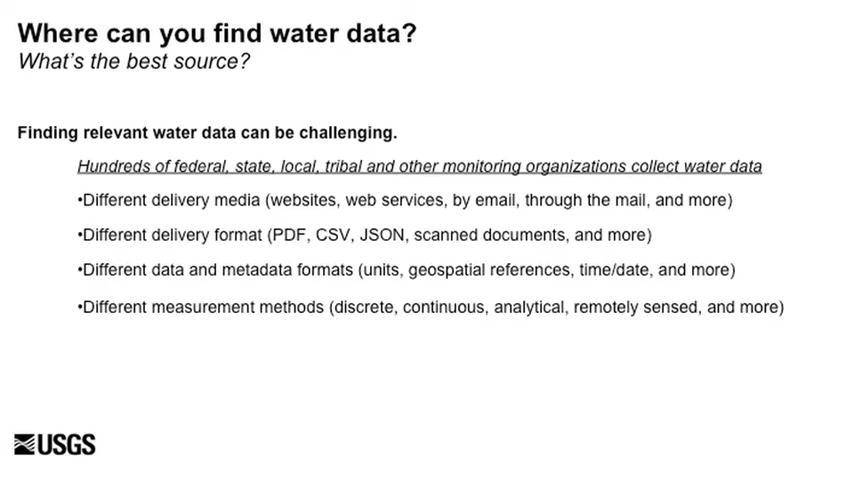 Where can you find water data?
What's the best source?
Finding relevant water data can be challenging.
Hundreds of federal, state, local, tribal and other monitoring organizations collect water data
•Different delivery media (websites, web services, by email, through the mail, and more)
•Different delivery format (PDF, CSV, JSON, scanned documents, and more)
•Different data and metadata formats (units, geospatial references, time/date, and more)
•Different measurement methods (discrete, continuous, analytical, remotely sensed, and more)
USGS